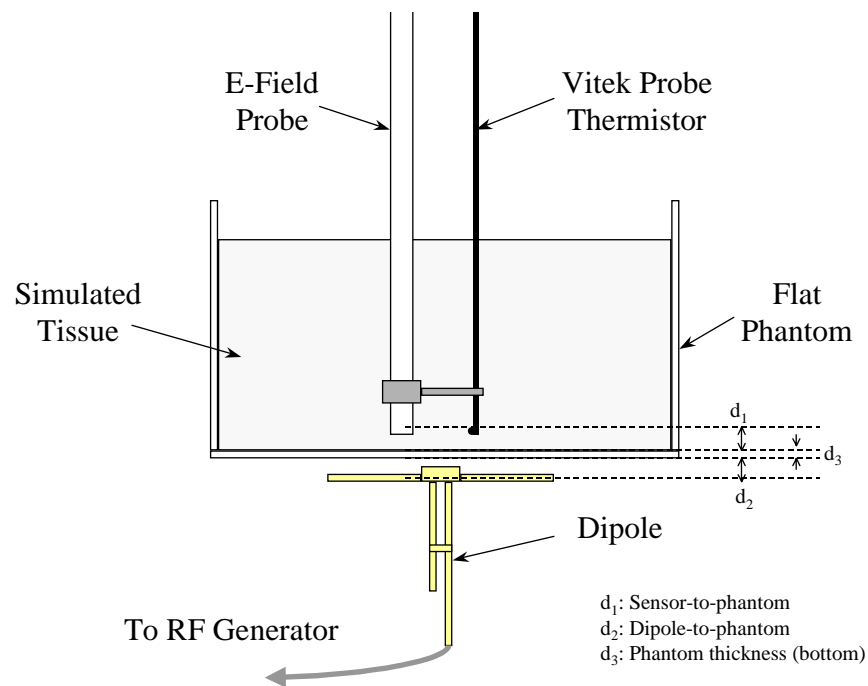 E-Field
Probe
Vitek Probe
Thermistor
Simulated
Tissue
Flat
Phantom
d₁
d₃
d₂
Dipole
To RF Generator
d₁: Sensor-to-phantom
d₂: Dipole-to-phantom
d₃: Phantom thickness (bottom)